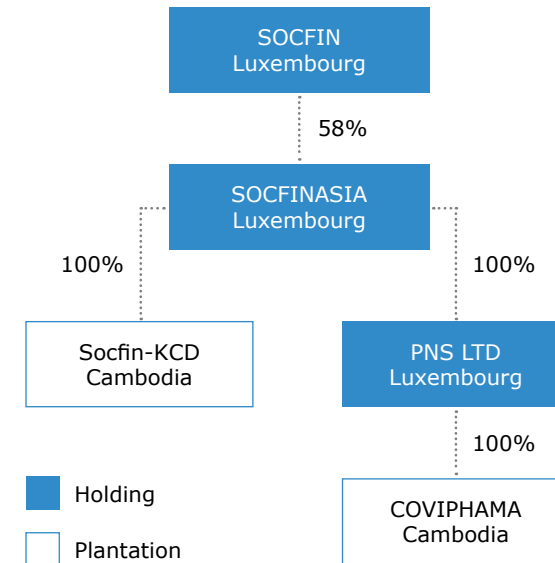 SOCFIN
Luxembourg
58%
SOCFINASIA
Luxembourg
100%
100%
Socfin-KCD
Cambodia
PNS LTD
Luxembourg
100%
Holding
COVIPHAMA
Cambodia
Plantation